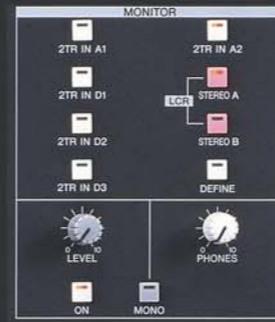 MONITOR
2TR IN A1 2TR IN A2
2TR IN D1 STEREO A
LCR
2TR IN D2 STEREO B
2TR IN D3 DEFINE
0 10 0 10
LEVEL PHONES
ON MONO